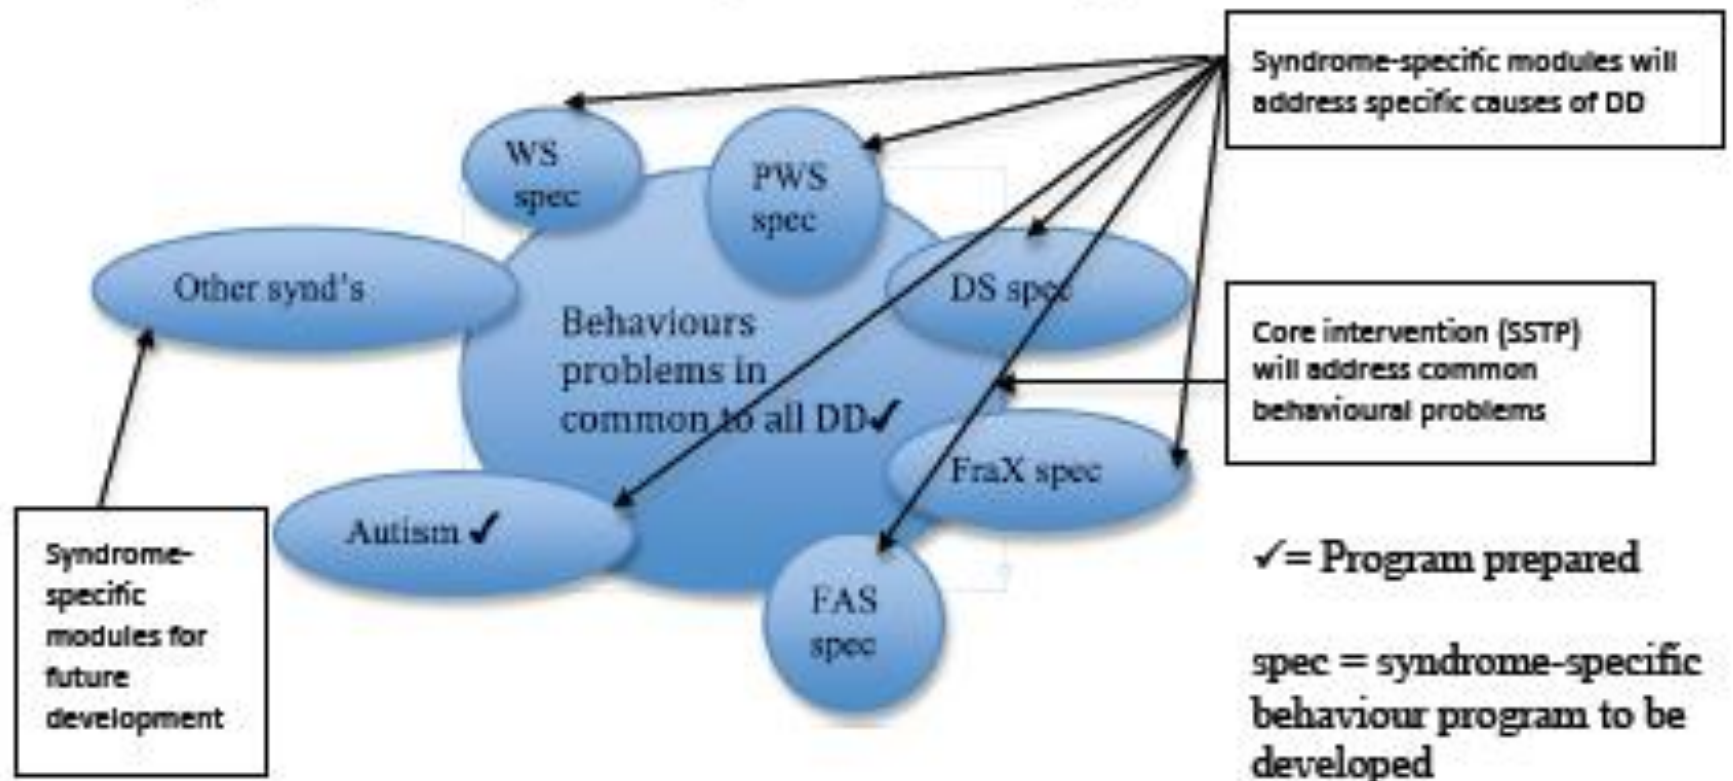 Syndrome-specific modules will
address specific causes of DD
WS
spec
PWS
spec
Other synd's
DS spec
Behaviours
problems in
common to all DD✓
Core intervention (SSTP)
will address common
behavioural problems
FraX spec
Autism ✓
Syndrome-
specific
modules for
future
development
FAS
spec
✓= Program prepared
spec = syndrome-specific
behaviour program to be
developed